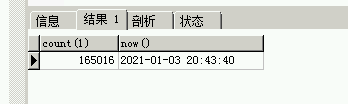 信息 结果 1 剖析 状态
count(1) now()
165016 2021-01-03 20:43:40